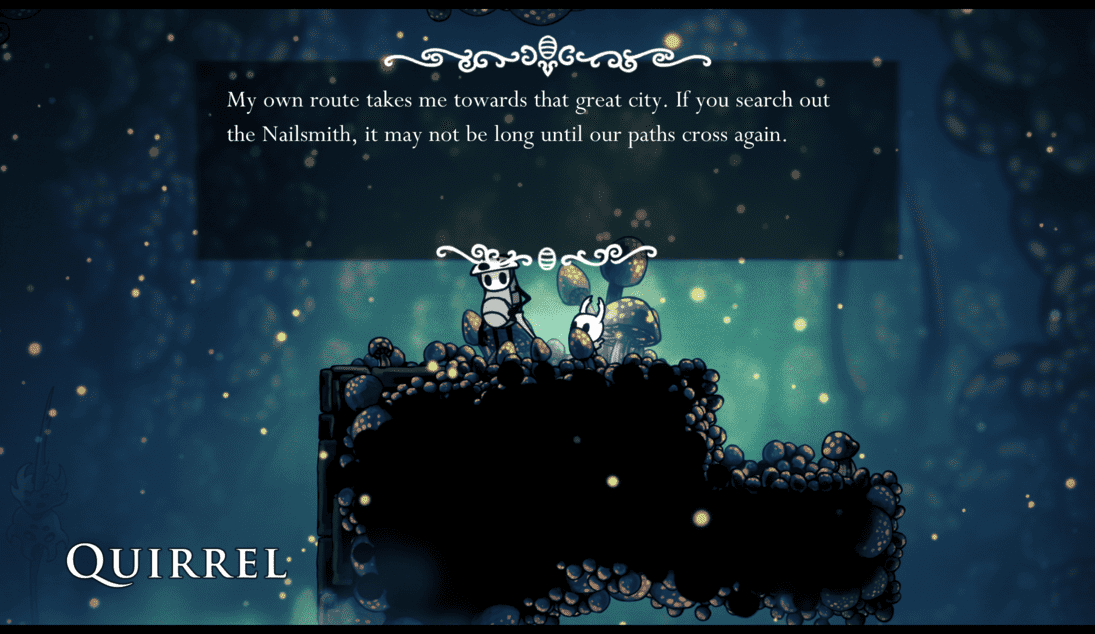 My own route takes me towards that great city. If you search out
the Nailsmith, it may not be long until our paths cross again.
QUIRREL